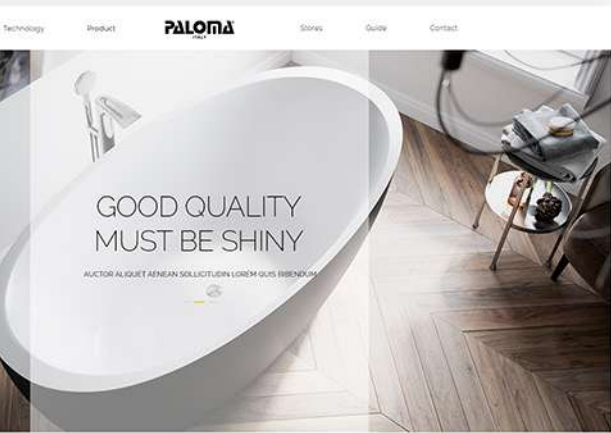 Technology
Product
PALOMA
ITALY
Stores
Guide
Contact
GOOD QUALITY
MUST BE SHINY
AUCTOR ALIQUET AENEAN SOLLICITUDIN LOREM QUIS BIBENDUM